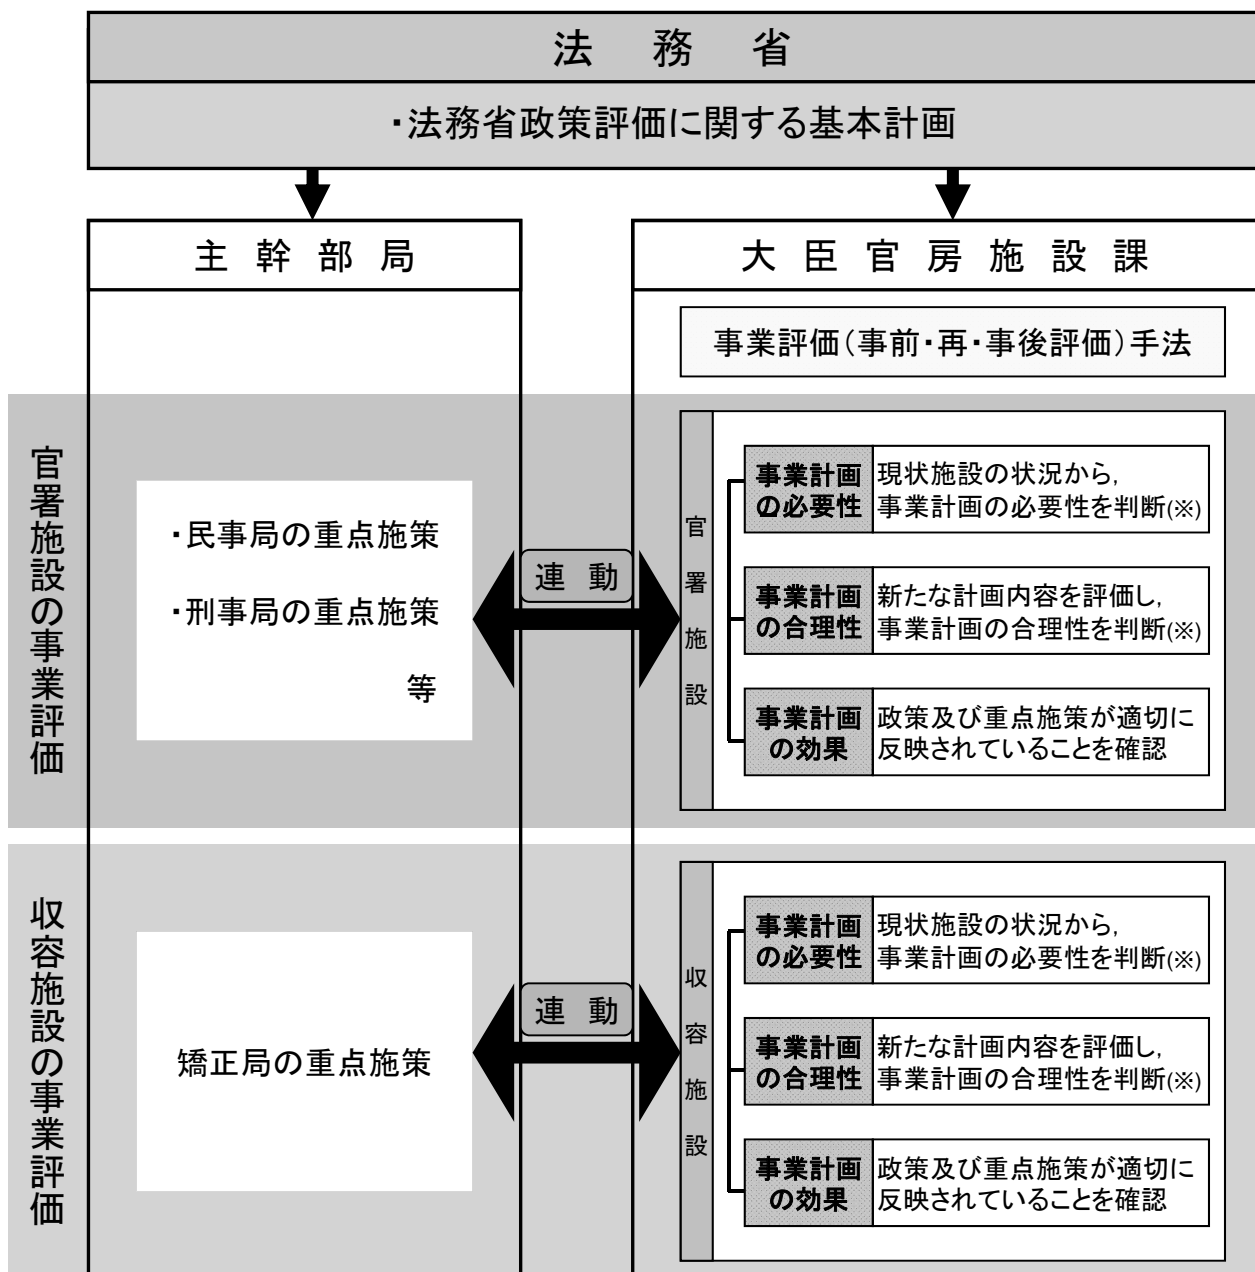 法務省
・法務省政策評価に関する基本計画
主幹部局
大臣官房施設課
事業評価(事前・再・事後評価)手法
官署施設の事業評価
・民事局の重点施策
・刑事局の重点施策
等
連動
官署施設
事業計画
の必要性
現状施設の状況から,
事業計画の必要性を判断(※)
事業計画
の合理性
新たな計画内容を評価し,
事業計画の合理性を判断(※)
事業計画
の効果
政策及び重点施策が適切に
反映されていることを確認
収容施設の事業評価
矯正局の重点施策
連動
収容施設
事業計画
の必要性
現状施設の状況から,
事業計画の必要性を判断(※)
事業計画
の合理性
新たな計画内容を評価し,
事業計画の合理性を判断(※)
事業計画
の効果
政策及び重点施策が適切に
反映されていることを確認